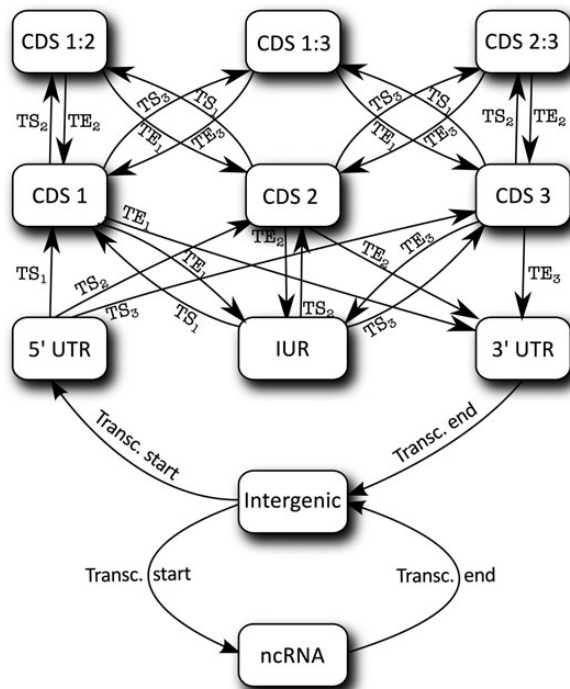 CDS 1:2 CDS 1:3 CDS 2:3
TS₂ TE₂ TS₃ TS₁ TS₃ TS₁ TS₂ TE₂
TE₁ TE₃ TE₁ TE₃
CDS 1 CDS 2 CDS 3
TE₁ TE₂ TE₂ TE₃
TS₁ TS₂ TE₁ TE₃
TS₃ TS₁ TS₂ TS₃
5' UTR IUR 3' UTR
Transc. start Transc. end
Intergenic
Transc. start Transc. end
ncRNA